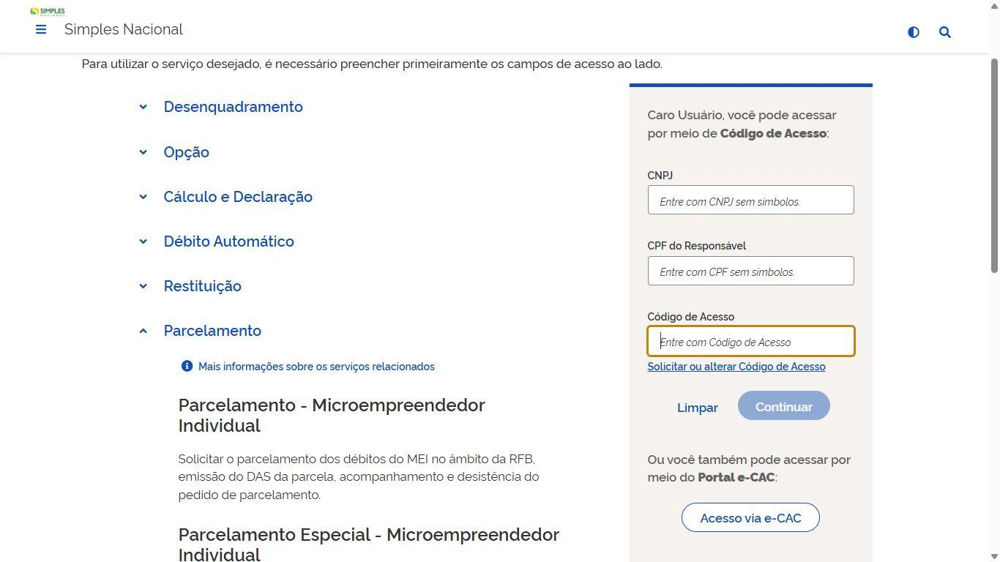 SIMPLES
NACIONAL
Simples Nacional
Para utilizar o serviço desejado, é necessário preencher primeiramente os campos de acesso ao lado.
Desenquadramento
Opção
Cálculo e Declaração
Débito Automático
Restituição
Parcelamento
Mais informações sobre os serviços relacionados
Parcelamento - Microempreendedor
Individual
Solicitar o parcelamento dos débitos do MEI no âmbito da RFB,
emissão do DAS da parcela, acompanhamento e desistência do
pedido de parcelamento.
Parcelamento Especial - Microempreendedor
Individual
Caro Usuário, você pode acessar
por meio de Código de Acesso:
CNPJ
Entre com CNPJ sem símbolos.
CPF do Responsável
Entre com CPF sem símbolos.
Código de Acesso
Entre com Código de Acesso
Solicitar ou alterar Código de Acesso
Limpar
Continuar
Ou você também pode acessar por
meio do Portal e-CAC:
Acesso via e-CAC